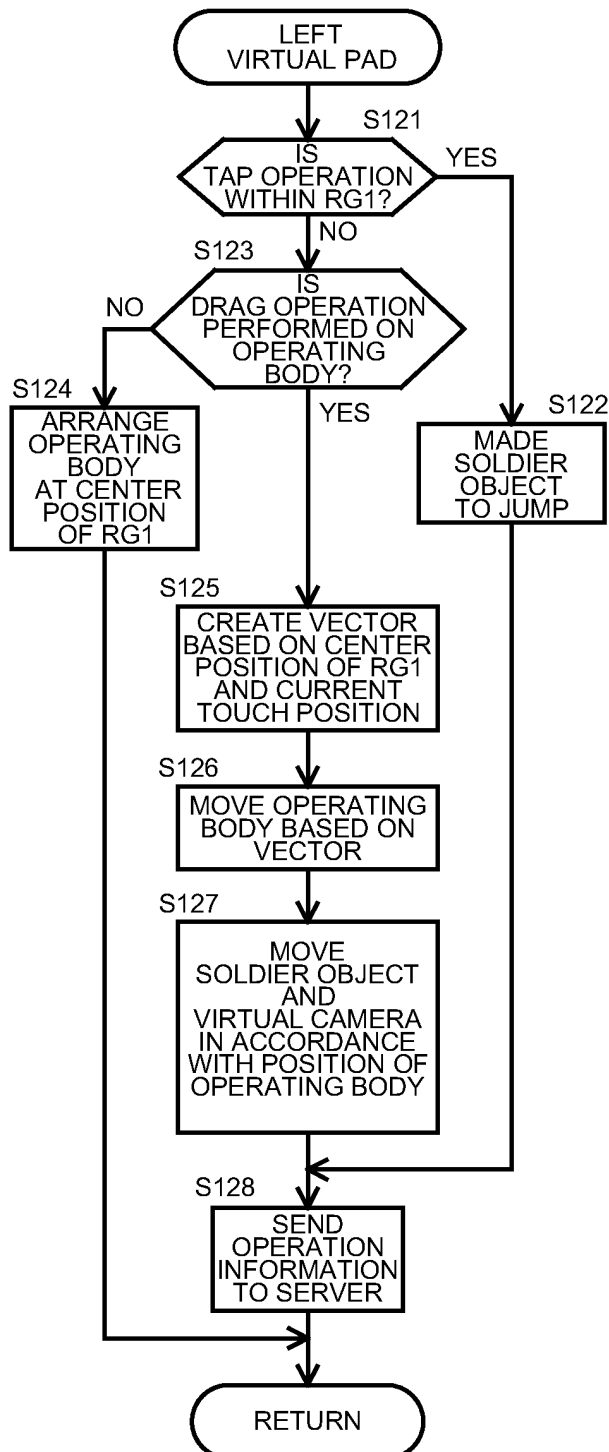 LEFT
VIRTUAL PAD
S121
IS
TAP OPERATION
WITHIN RG1?
YES
NO
S123
IS
DRAG OPERATION
PERFORMED ON
OPERATING
BODY?
NO
YES
S124
ARRANGE
OPERATING
BODY
AT CENTER
POSITION
OF RG1
S122
MADE
SOLDIER
OBJECT
TO JUMP
S125
CREATE VECTOR
BASED ON CENTER
POSITION OF RG1
AND CURRENT
TOUCH POSITION
S126
MOVE OPERATING
BODY BASED ON
VECTOR
S127
MOVE
SOLDIER OBJECT
AND
VIRTUAL CAMERA
IN ACCORDANCE
WITH POSITION OF
OPERATING BODY
S128
SEND
OPERATION
INFORMATION
TO SERVER
RETURN